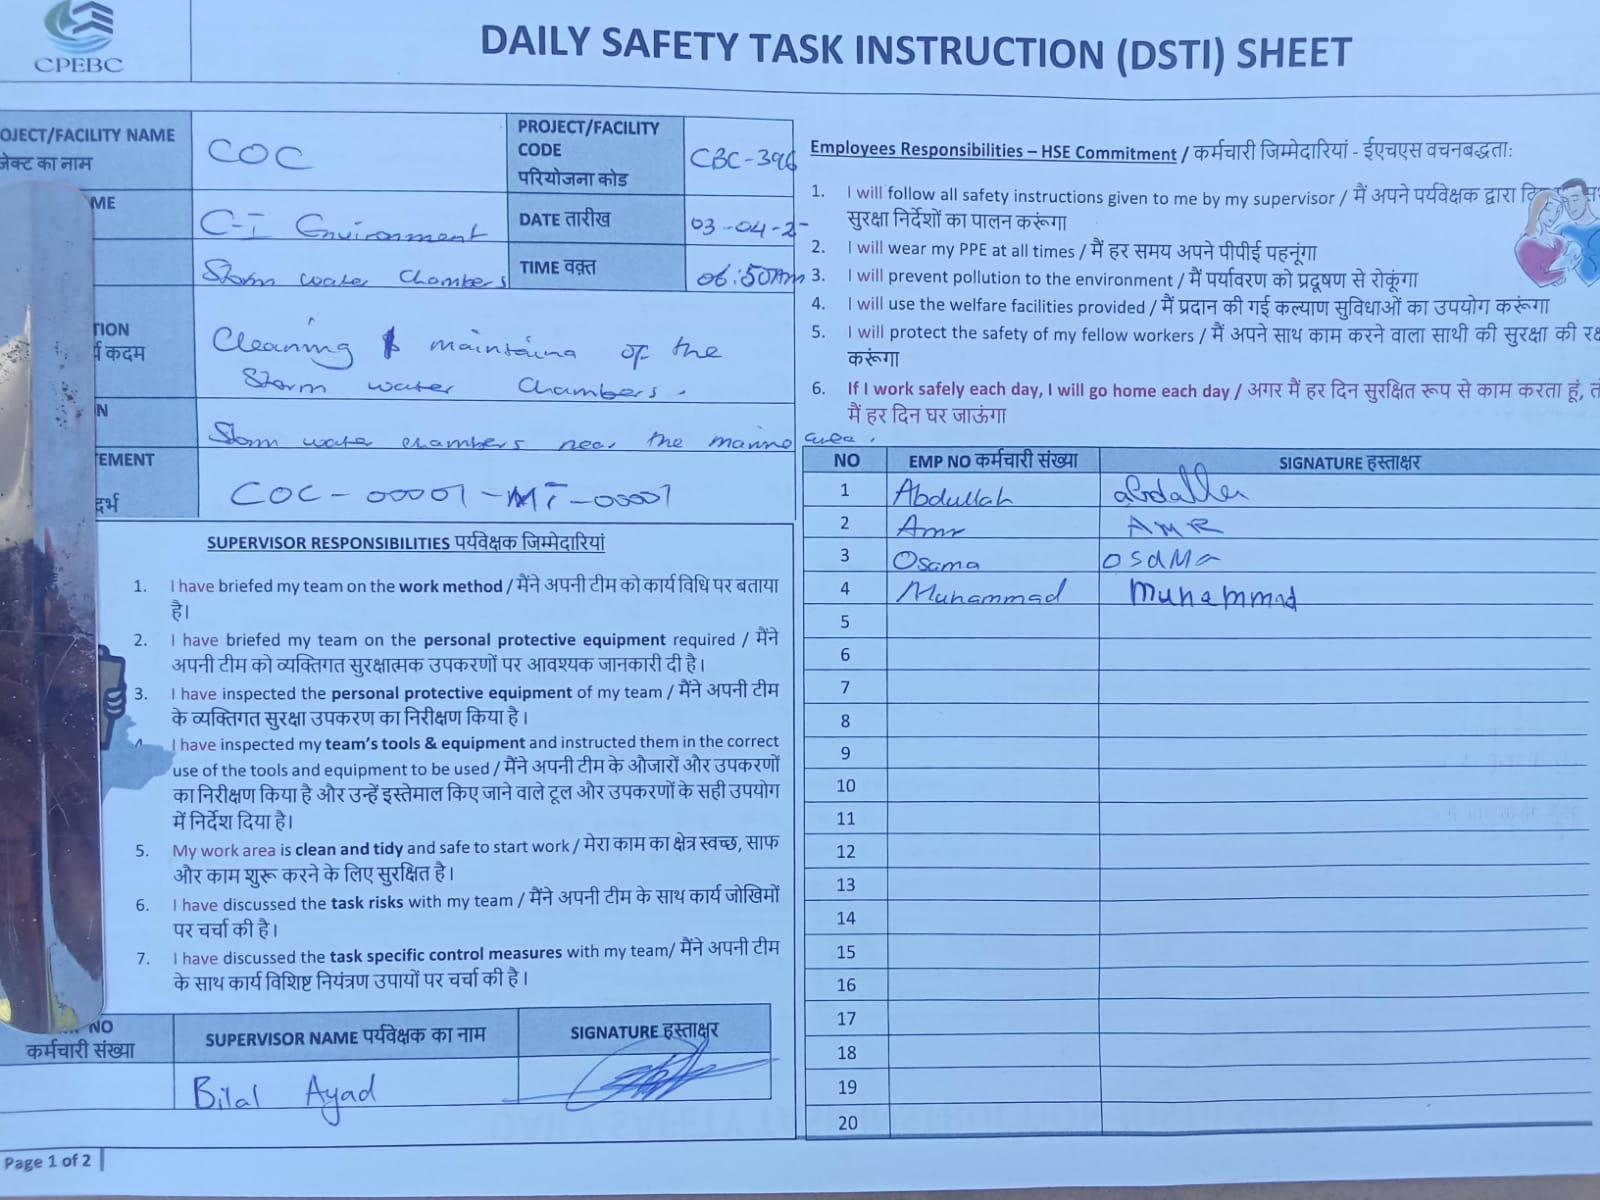 CPEBC
DAILY SAFETY TASK INSTRUCTION (DSTI) SHEET
OJECT/FACILITY NAME
जेक्ट का नाम
COC
PROJECT/FACILITY
CODE
परियोजना कोड
CBC-396
ME
C-I Environment
DATE तारीख
03-04-2-
Storm water chambers
TIME वक़्त
06:50Am
TION
र्य कदम
Cleaning & maintaina of the
Storm water chambers.
N
Storm water chambers near the marine area.
TEMENT
दर्भ
COC-00001-MT-00001
SUPERVISOR RESPONSIBILITIES पर्यवेक्षक जिम्मेदारियां
1. I have briefed my team on the work method / मैंने अपनी टीम को कार्य विधि पर बताया
है।
2. I have briefed my team on the personal protective equipment required / मैंने
अपनी टीम को व्यक्तिगत सुरक्षात्मक उपकरणों पर आवश्यक जानकारी दी है।
3. I have inspected the personal protective equipment of my team / मैंने अपनी टीम
के व्यक्तिगत सुरक्षा उपकरण का निरीक्षण किया है।
I have inspected my team's tools & equipment and instructed them in the correct
use of the tools and equipment to be used / मैंने अपनी टीम के औजारों और उपकरणों
का निरीक्षण किया है और उन्हें इस्तेमाल किए जाने वाले टूल और उपकरणों के सही उपयोग
में निर्देश दिया है।
5. My work area is clean and tidy and safe to start work / मेरा काम का क्षेत्र स्वच्छ, साफ
और काम शुरू करने के लिए सुरक्षित है।
6. I have discussed the task risks with my team / मैंने अपनी टीम के साथ कार्य जोखिमों
पर चर्चा की है।
7. I have discussed the task specific control measures with my team/ मैंने अपनी टीम
के साथ कार्य विशिष्ट नियंत्रण उपायों पर चर्चा की है।
NO
कर्मचारी संख्या
SUPERVISOR NAME पर्यवेक्षक का नाम
SIGNATURE हस्ताक्षर
Bilal Ayad
Employees Responsibilities – HSE Commitment / कर्मचारी जिम्मेदारियां - ईएचएस वचनबद्धता:
1. I will follow all safety instructions given to me by my supervisor / मैं अपने पर्यवेक्षक द्वारा
सुरक्षा निर्देशों का पालन करूंगा
2. I will wear my PPE at all times / मैं हर समय अपने पीपीई पहनूंगा
3. I will prevent pollution to the environment / मैं पर्यावरण को प्रदूषण से रोकूंगा
4. I will use the welfare facilities provided / मैं प्रदान की गई कल्याण सुविधाओं का उपयोग करूंगा
5. I will protect the safety of my fellow workers / मैं अपने साथ काम करने वाला साथी की सुरक्षा की रक्
करूंगा
6. If I work safely each day, I will go home each day / अगर मैं हर दिन सुरक्षित रूप से काम करता हूं, त
मैं हर दिन घर जाऊंगा
NO EMP NO कर्मचारी संख्या SIGNATURE हस्ताक्षर
1 Abdullah abdalla
2 Amr AMR
3 Osama OSAMA
4 Muhammad Muhammad
5
6
7
8
9
10
11
12
13
14
15
16
17
18
19
20
Page 1 of 2